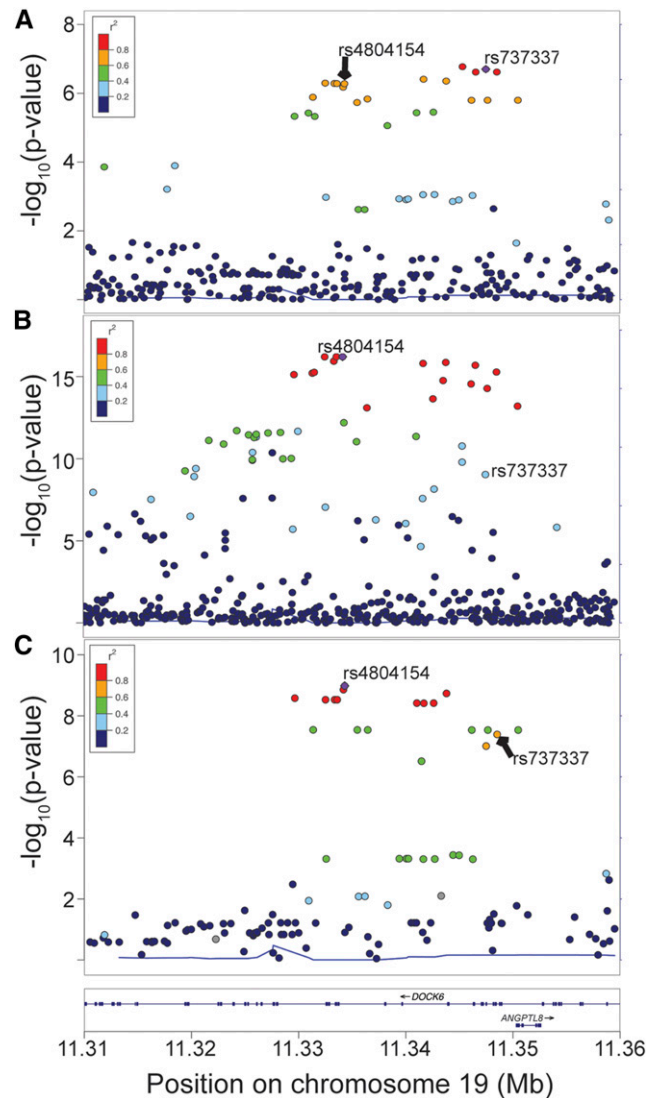 A
r2
0.8
0.6
0.4
0.2
rs4804154
rs737337
8
6
4
2
-log10(p-value)
B
r2
0.8
0.6
0.4
0.2
rs4804154
rs737337
15
10
5
-log10(p-value)
C
r2
0.8
0.6
0.4
0.2
rs4804154
rs737337
10
8
6
4
2
-log10(p-value)
←DOCK6
ANGPTL8→
11.31 11.32 11.33 11.34 11.35 11.36
Position on chromosome 19 (Mb)